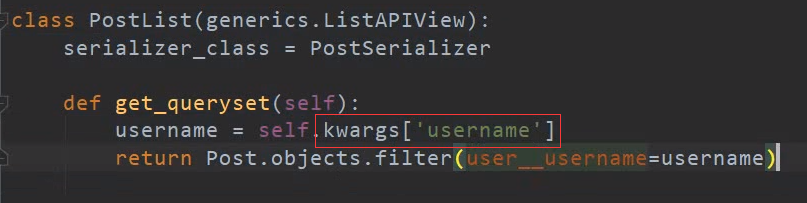 class PostList(generics.ListAPIView):
    serializer_class = PostSerializer
    def get_queryset(self):
        username = self.kwargs['username']
        return Post.objects.filter(user__username=username)